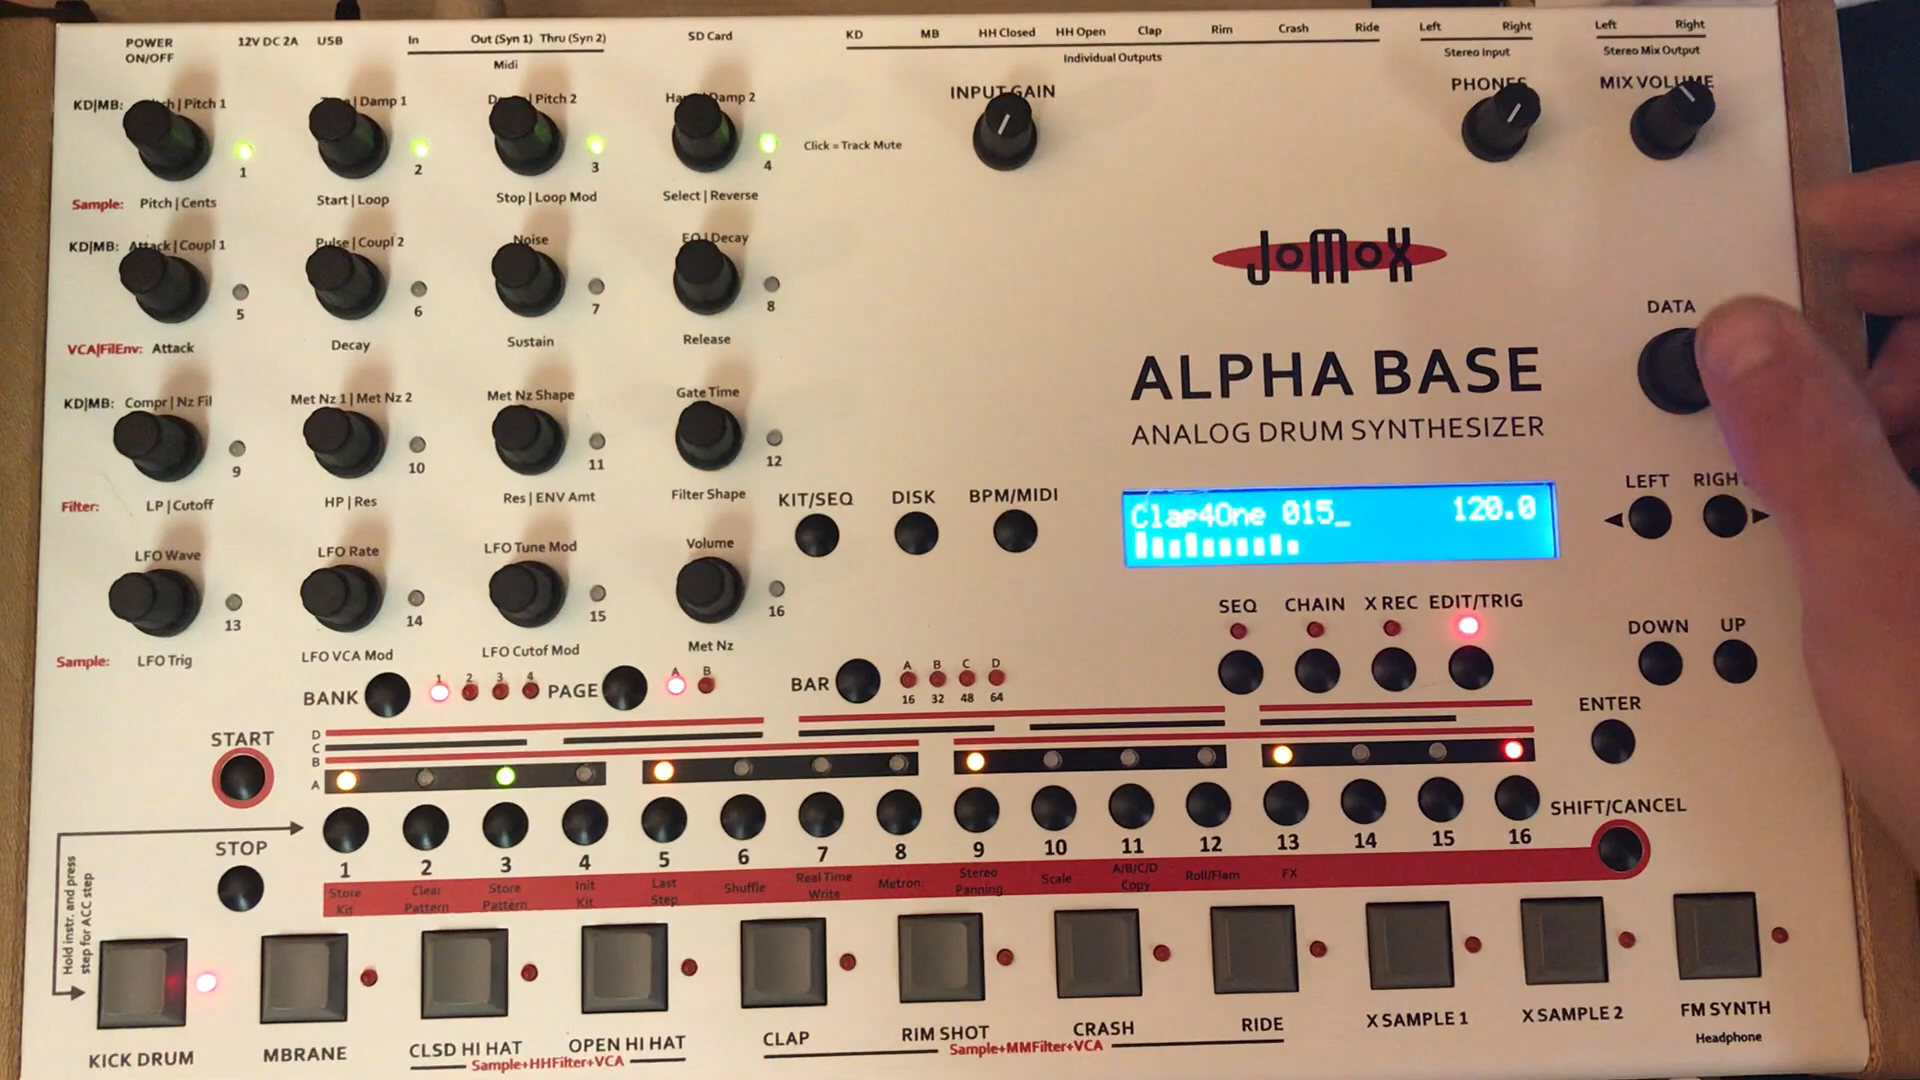 POWER ON/OFF
12V DC 2A
USB
In
Out (Syn 1) Thru (Syn 2)
Midi
SD Card
KD MB HH Closed HH Open Clap Rim Crash Ride
Individual Outputs
Left Right
Stereo Input
Left Right
Stereo Mix Output
KD|MB: | Pitch 1
| Damp 1
| Pitch 2
Damp 2
INPUT GAIN
PHONES
MIX VOLUME
1 2 3 4
Click = Track Mute
Sample: Pitch | Cents
Start | Loop
Stop | Loop Mod
Select | Reverse
KD|MB: Attack | Coupl 1
Pulse | Coupl 2
Noise
EQ | Decay
JoMoX
5 6 7 8
DATA
VCA|FilEnv: Attack
Decay
Sustain
Release
ALPHA BASE
ANALOG DRUM SYNTHESIZER
KD|MB: Compr | Nz Fil
Met Nz 1 | Met Nz 2
Met Nz Shape
Gate Time
9 10 11 12
Filter: LP | Cutoff
HP | Res
Res | ENV Amt
Filter Shape
KIT/SEQ DISK BPM/MIDI
LEFT
Clap4One 015_ 120.0
LFO Wave
LFO Rate
LFO Tune Mod
Volume
13 14 15 16
SEQ CHAIN X REC EDIT/TRIG
DOWN UP
Sample: LFO Trig
LFO VCA Mod
LFO Cutof Mod
Met Nz
BANK 1 2 3 4
PAGE A B
BAR A B C D
16 32 48 64
ENTER
START
D
C
B
A
SHIFT/CANCEL
STOP
1 2 3 4 5 6 7 8 9 10 11 12 13 14 15 16
Store Kit
Clear Pattern
Store Pattern
Init Kit
Last Step
Shuffle
Real Time Write
Metron.
Stereo Panning
Scale
A/B/C/D Copy
Roll/Flam
FX
Hold instr. and press
step for ACC step
KICK DRUM
MBRANE
CLSD HI HAT
OPEN HI HAT
Sample+HHFilter+VCA
CLAP
RIM SHOT
CRASH
RIDE
Sample+MMFilter+VCA
X SAMPLE 1
X SAMPLE 2
FM SYNTH
Headphone